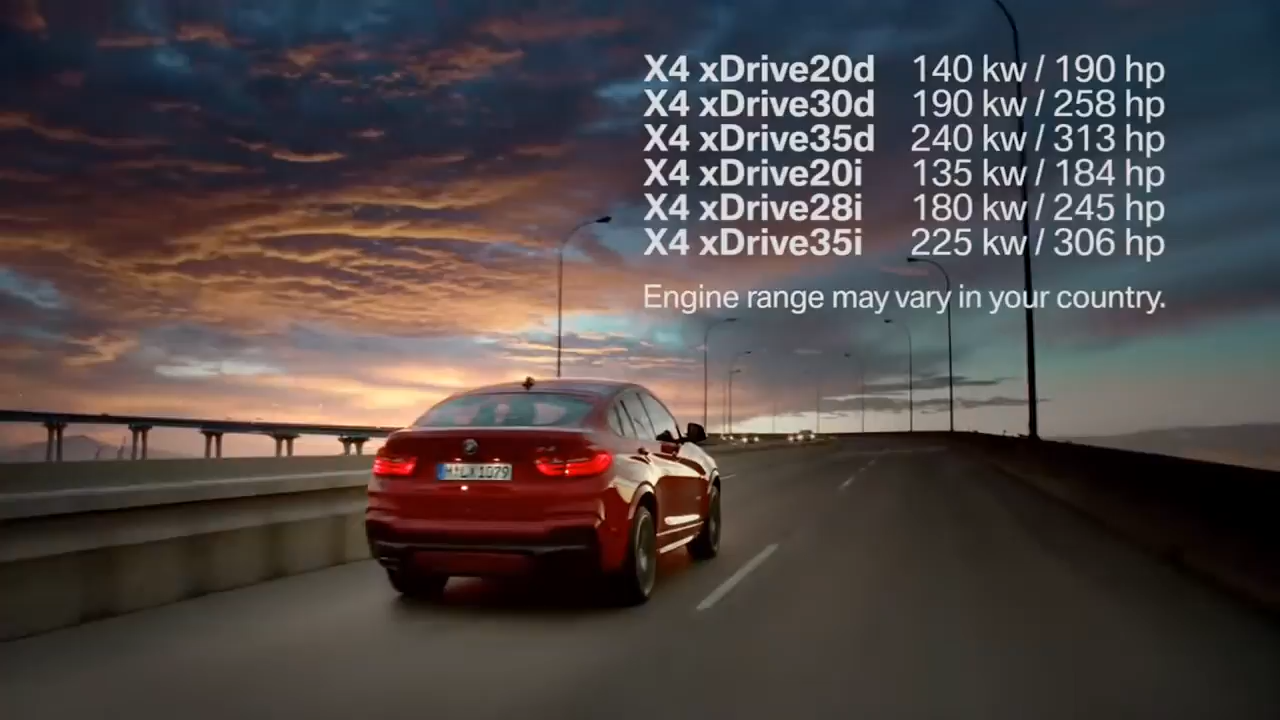 X4 xDrive20d 140 kw / 190 hp
X4 xDrive30d 190 kw / 258 hp
X4 xDrive35d 240 kw / 313 hp
X4 xDrive20i 135 kw / 184 hp
X4 xDrive28i 180 kw / 245 hp
X4 xDrive35i 225 kw / 306 hp
Engine range may vary in your country.
M LX 1079